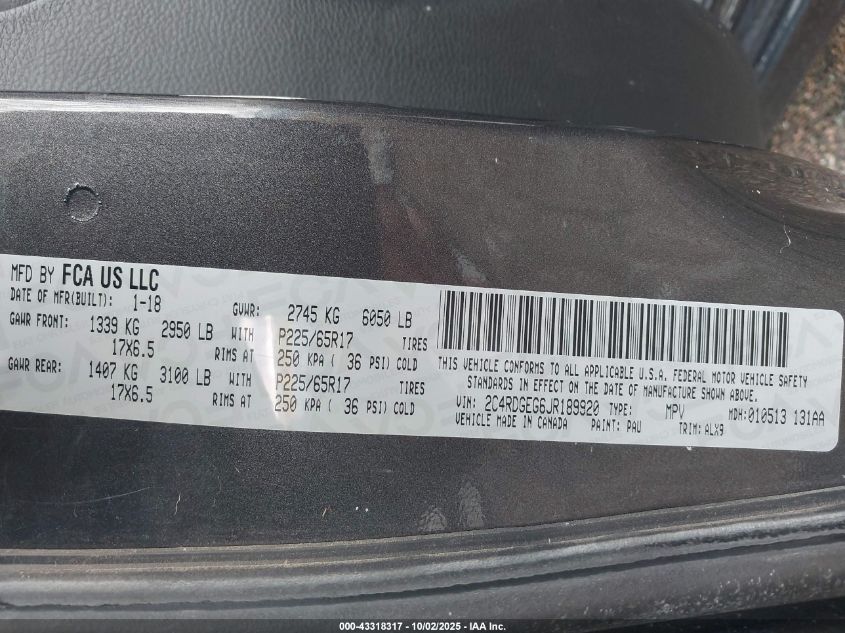 MFD BY FCA US LLC
DATE OF MFR(BUILT): 1-18 GVWR: 2745 KG 6050 LB
GAWR FRONT: 1339 KG 2950 LB WITH P225/65R17 TIRES
17X6.5 RIMS AT 250 KPA ( 36 PSI) COLD
GAWR REAR: 1407 KG 3100 LB WITH P225/65R17 TIRES
17X6.5 RIMS AT 250 KPA ( 36 PSI) COLD
THIS VEHICLE CONFORMS TO ALL APPLICABLE U.S.A. FEDERAL MOTOR VEHICLE SAFETY
STANDARDS IN EFFECT ON THE DATE OF MANUFACTURE SHOWN ABOVE.
VIN: 2C4RDGEG6JR189920 TYPE: MPV MDH: 010513 131AA
VEHICLE MADE IN CANADA PAINT: PAU TRIM: ALX9
000-43318317 - 10/02/2025 - IAA Inc.